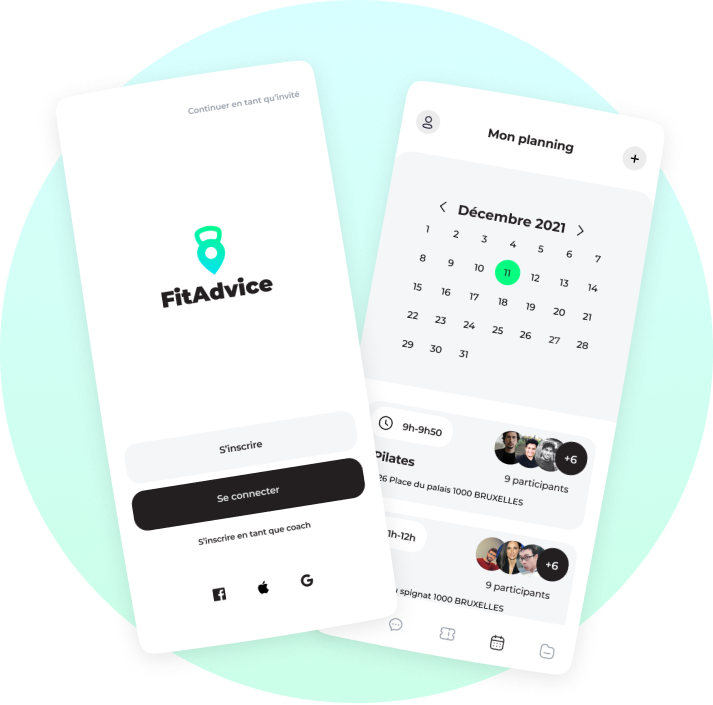 Continuer en tant qu'invité
FitAdvice
S'inscrire
Se connecter
S'inscrire en tant que coach
Mon planning
+
Décembre 2021
1 2 3 4 5 6 7
8 9 10 11 12 13 14
15 16 17 18 19 20 21
22 23 24 25 26 27 28
29 30 31
9h-9h50
+6
Pilates
9 participants
26 Place du palais 1000 BRUXELLES
1h-12h
+6
9 participants
spignat 1000 BRUXELLES